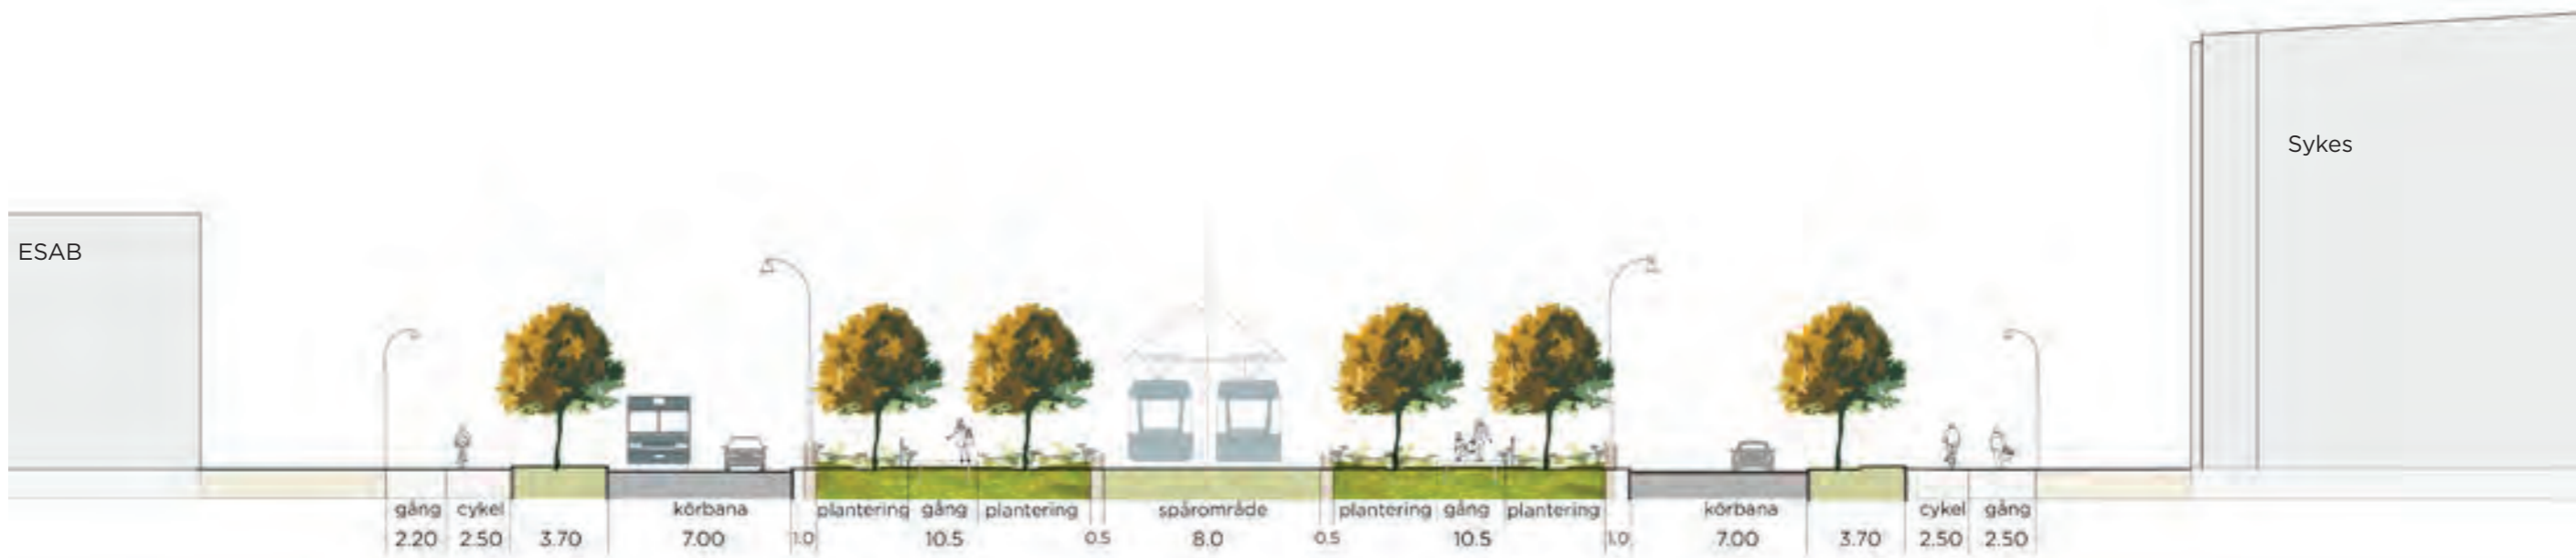 Sykes
ESAB
gång cykel körbana plantering gång plantering spårområde plantering gång plantering körbana cykel gång
2.20 2.50 3.70 7.00 1.0 10.5 0.5 8.0 0.5 10.5 1.0 7.00 3.70 2.50 2.50